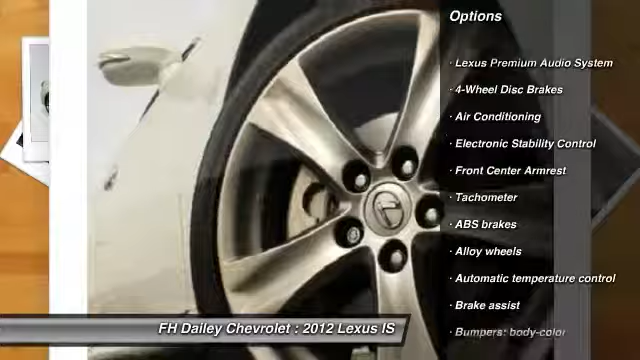 Options
· Lexus Premium Audio System
· 4-Wheel Disc Brakes
· Air Conditioning
· Electronic Stability Control
· Front Center Armrest
· Tachometer
· ABS brakes
· Alloy wheels
· Automatic temperature control
· Brake assist
· Bumpers: body-color
FH Dailey Chevrolet : 2012 Lexus IS